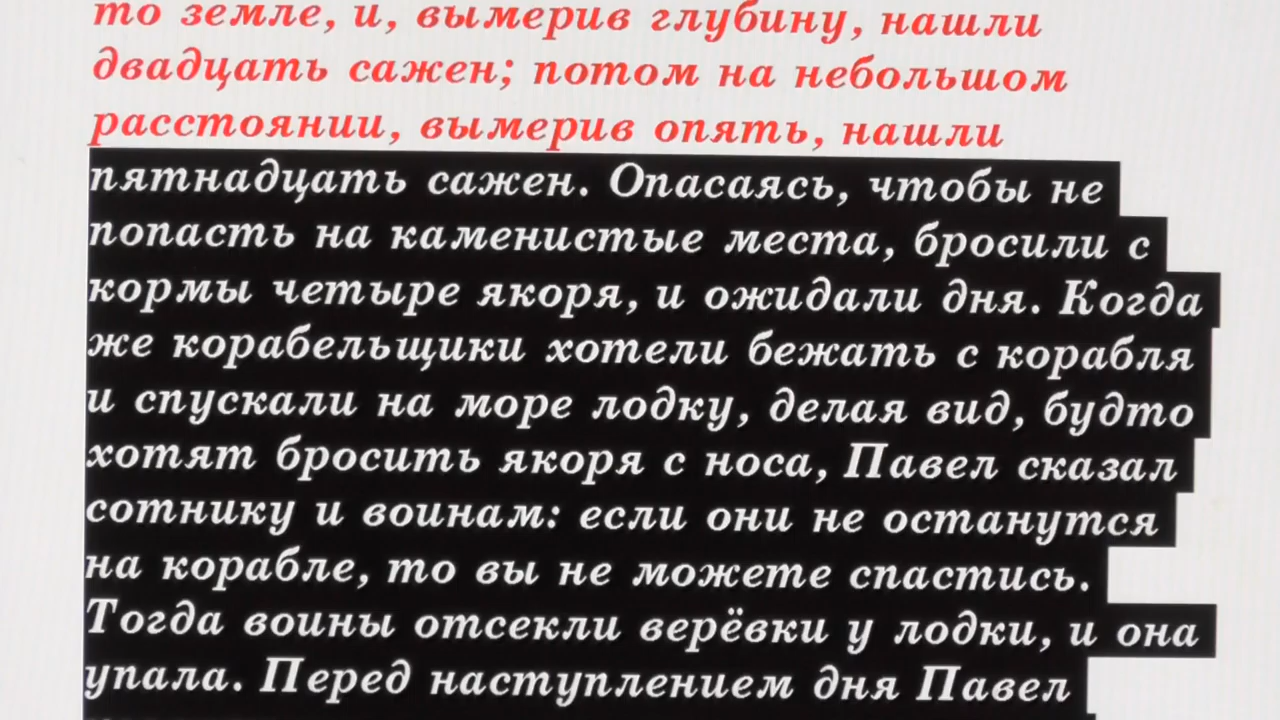 то земле, и, вымерив глубину, нашли
двадцать сажен; потом на небольшом
расстоянии, вымерив опять, нашли
пятнадцать сажен. Опасаясь, чтобы не
попасть на каменистые места, бросили с
кормы четыре якоря, и ожидали дня. Когда
же корабельщики хотели бежать с корабля
и спускали на море лодку, делая вид, будто
хотят бросить якоря с носа, Павел сказал
сотнику и воинам: если они не останутся
на корабле, то вы не можете спастись.
Тогда воины отсекли верёвки у лодки, и она
упала. Перед наступлением дня Павел